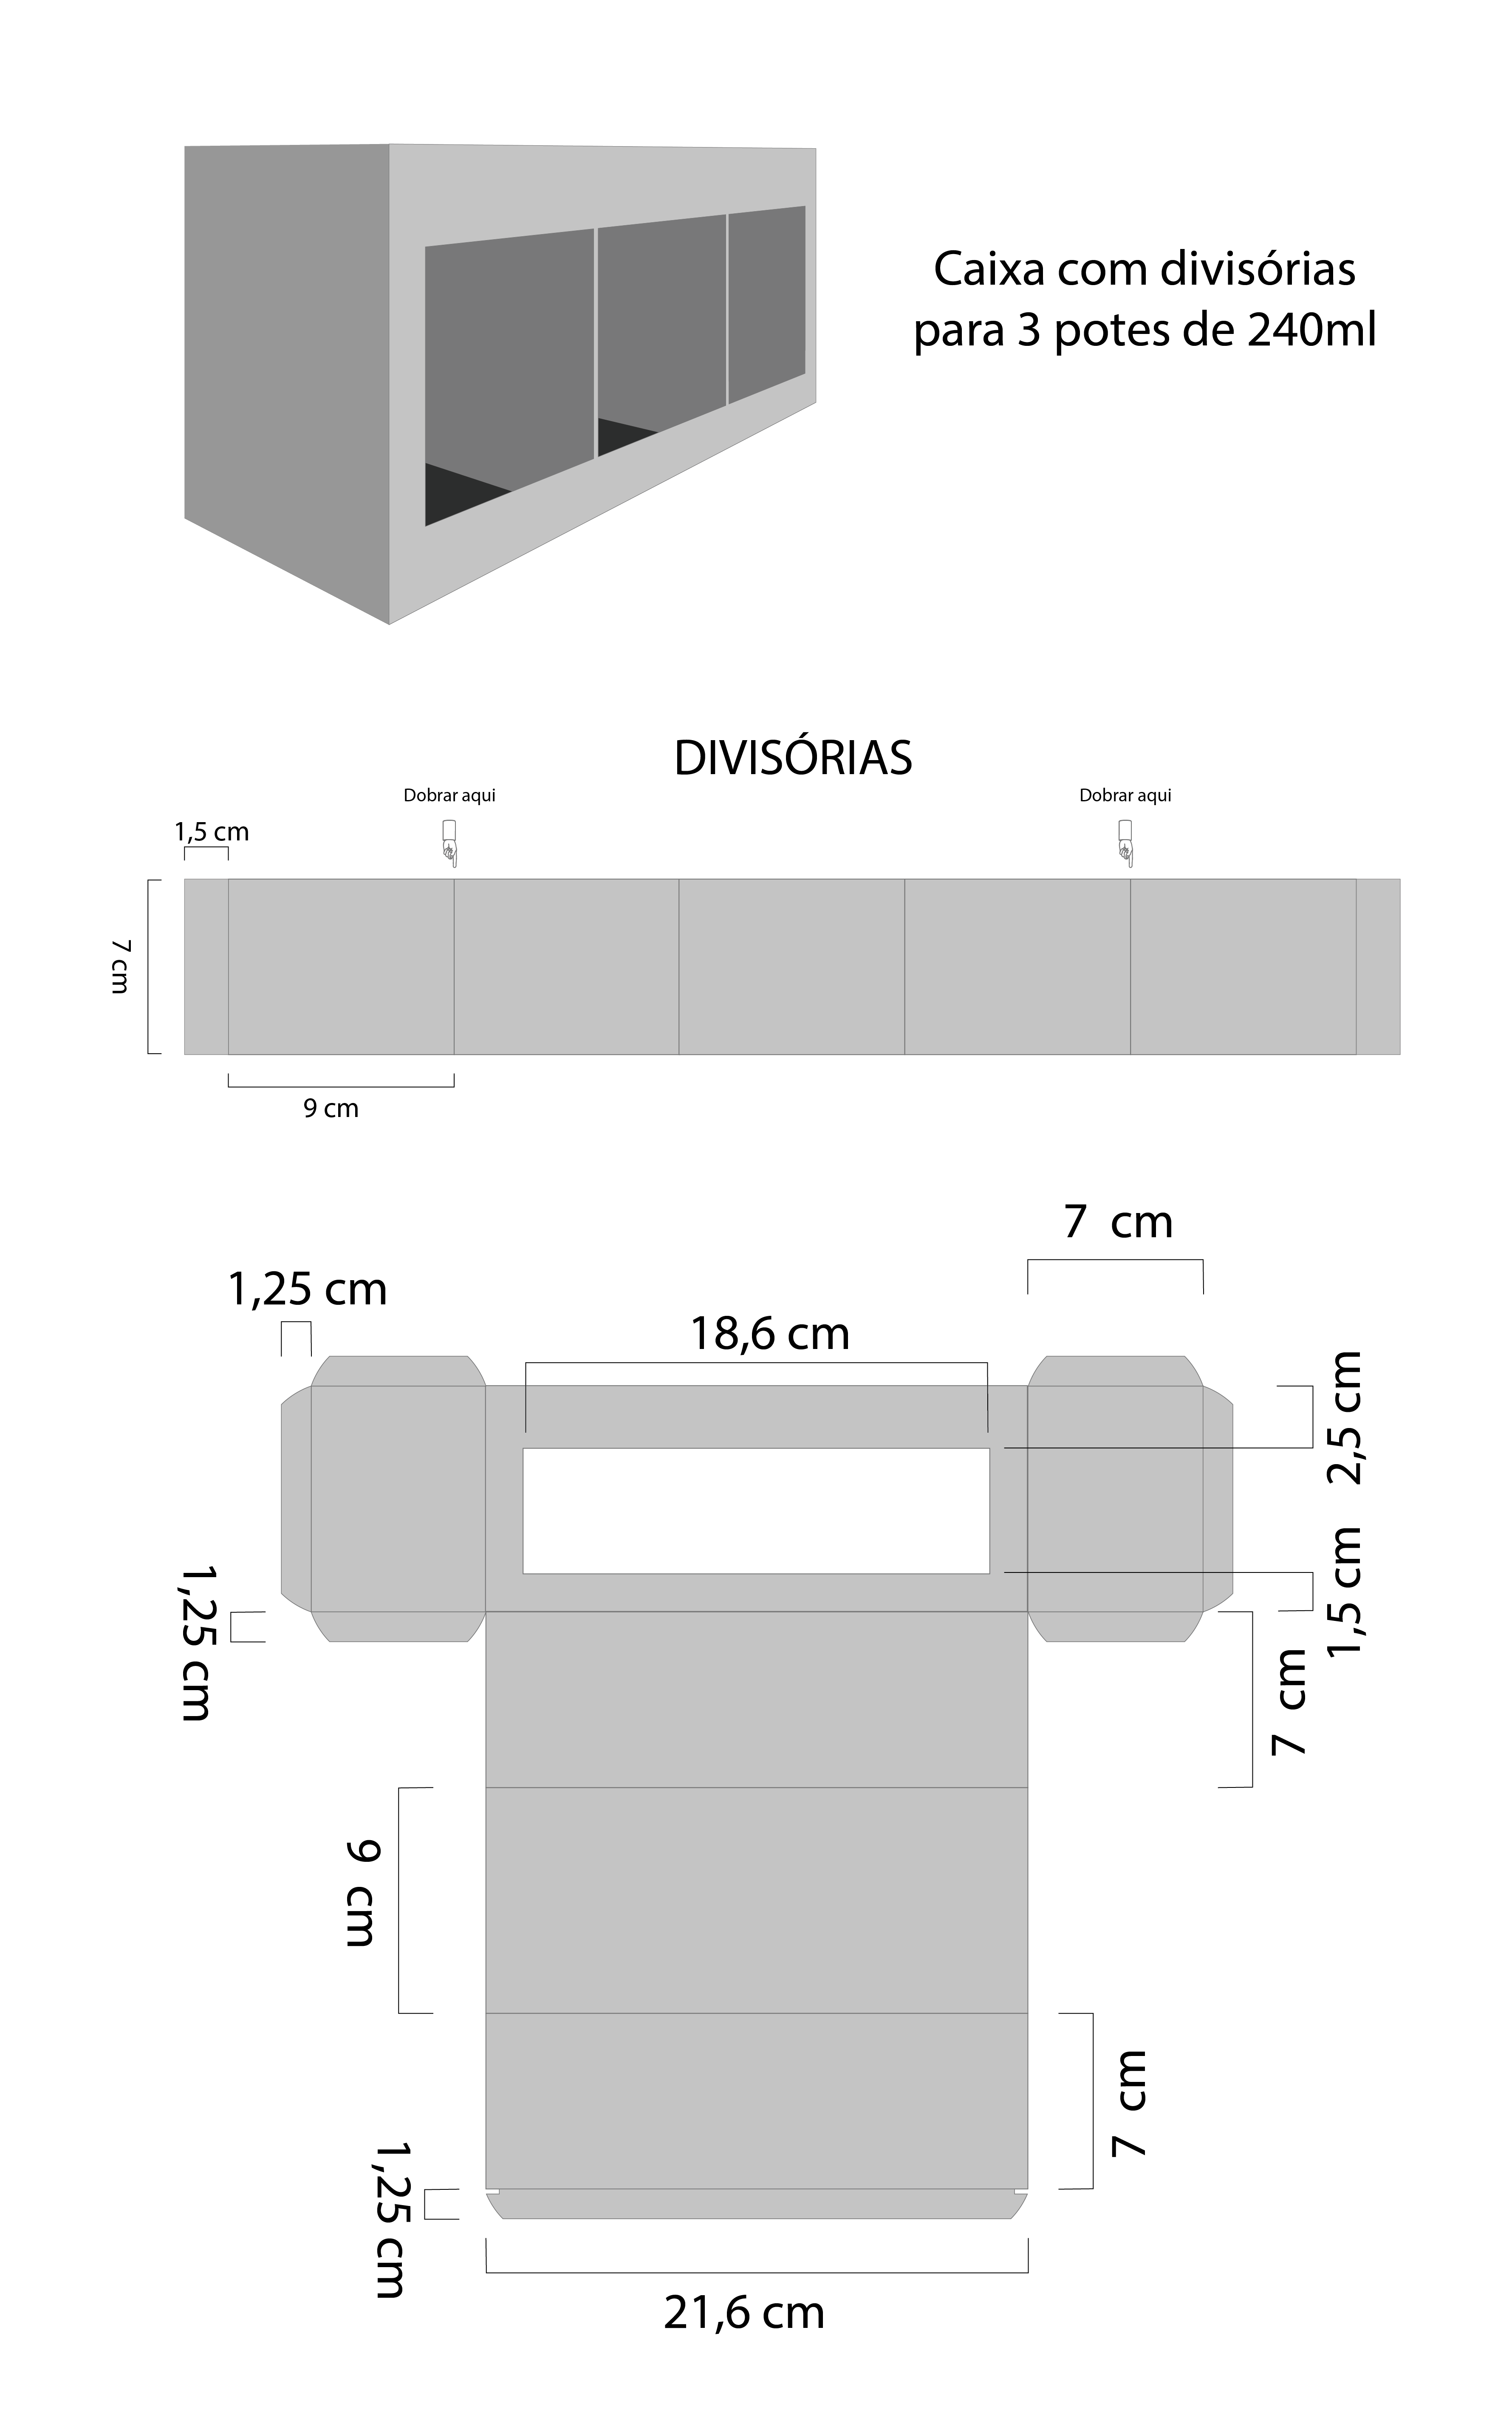 Caixa com divisórias
para 3 potes de 240ml
DIVISÓRIAS
Dobrar aqui
Dobrar aqui
1,5 cm
7 cm
9 cm
7 cm
1,25 cm
18,6 cm
2,5 cm
1,5 cm
1,25 cm
7 cm
9 cm
7 cm
1,25 cm
21,6 cm